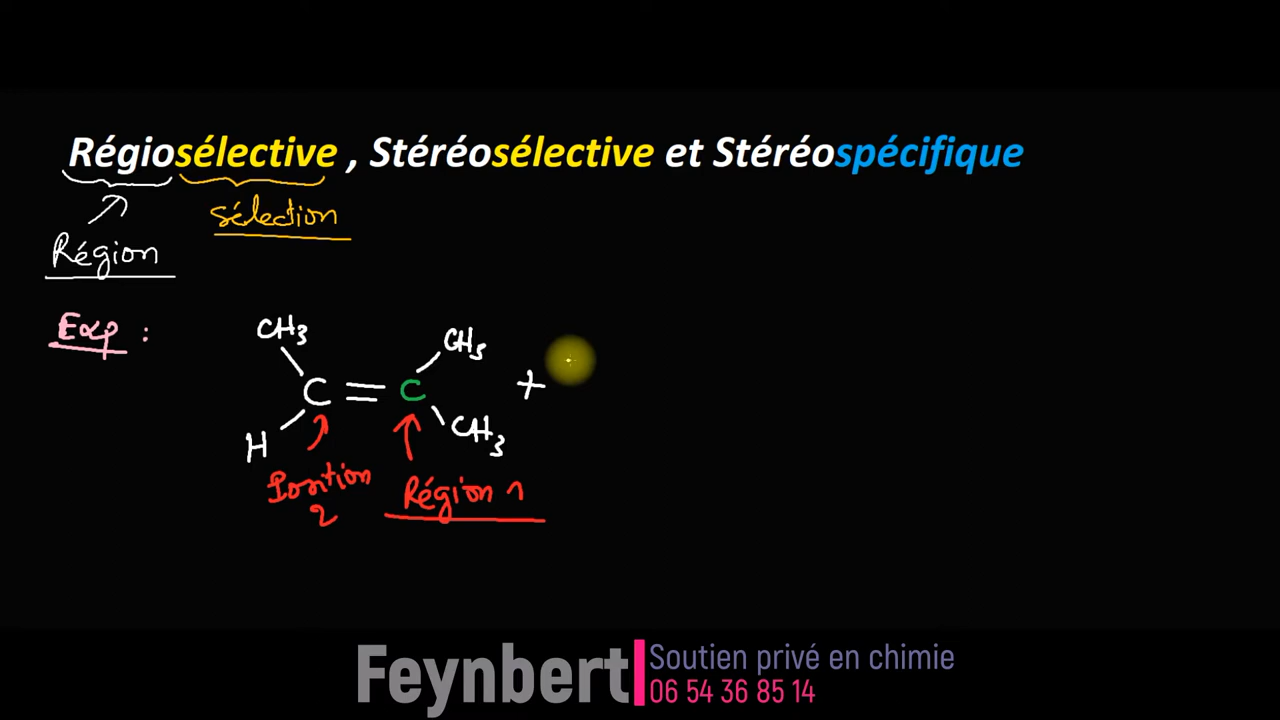 Régiosélective , Stéréosélective et Stéréospécifique
sélection
Région
Exp :
CH3 CH3
C = C +
H CH3
Position 2 Région 1
Feynbert
Soutien privé en chimie
06 54 36 85 14